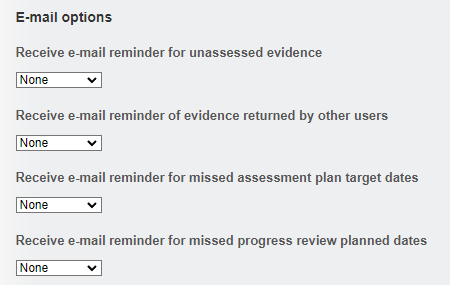 E-mail options
Receive e-mail reminder for unassessed evidence
None
Receive e-mail reminder of evidence returned by other users
None
Receive e-mail reminder for missed assessment plan target dates
None
Receive e-mail reminder for missed progress review planned dates
None